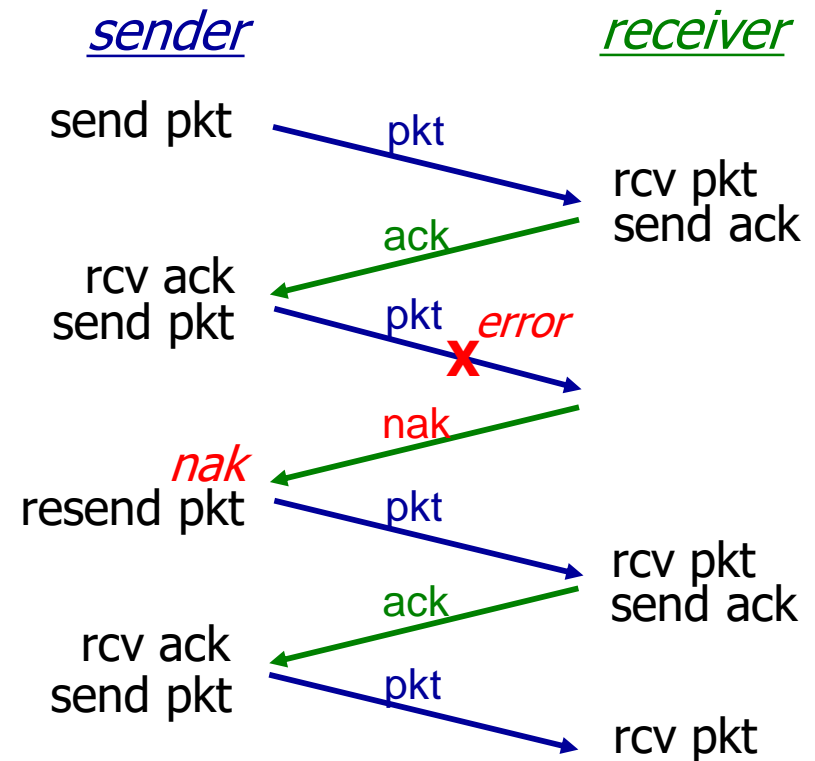 sender
receiver
send pkt
pkt
rcv pkt
send ack
ack
rcv ack
send pkt
pkt
error
X
nak
nak
resend pkt
pkt
rcv pkt
send ack
ack
rcv ack
send pkt
pkt
rcv pkt